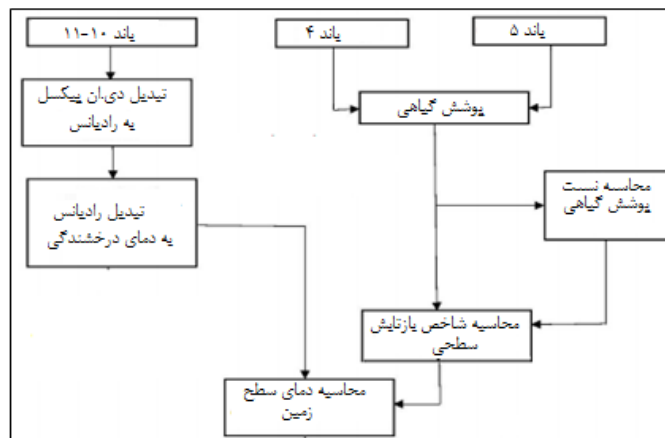 باند ۱۰-۱۱
باند ۴
باند ۵
تبدیل دی.ان پیکسل
به رادیانس
پوشش گیاهی
تبدیل رادیانس
به دمای درخشندگی
محاسبه نسبت
پوشش گیاهی
محاسبه شاخص بازتابش
سطحی
محاسبه دمای سطح
زمین